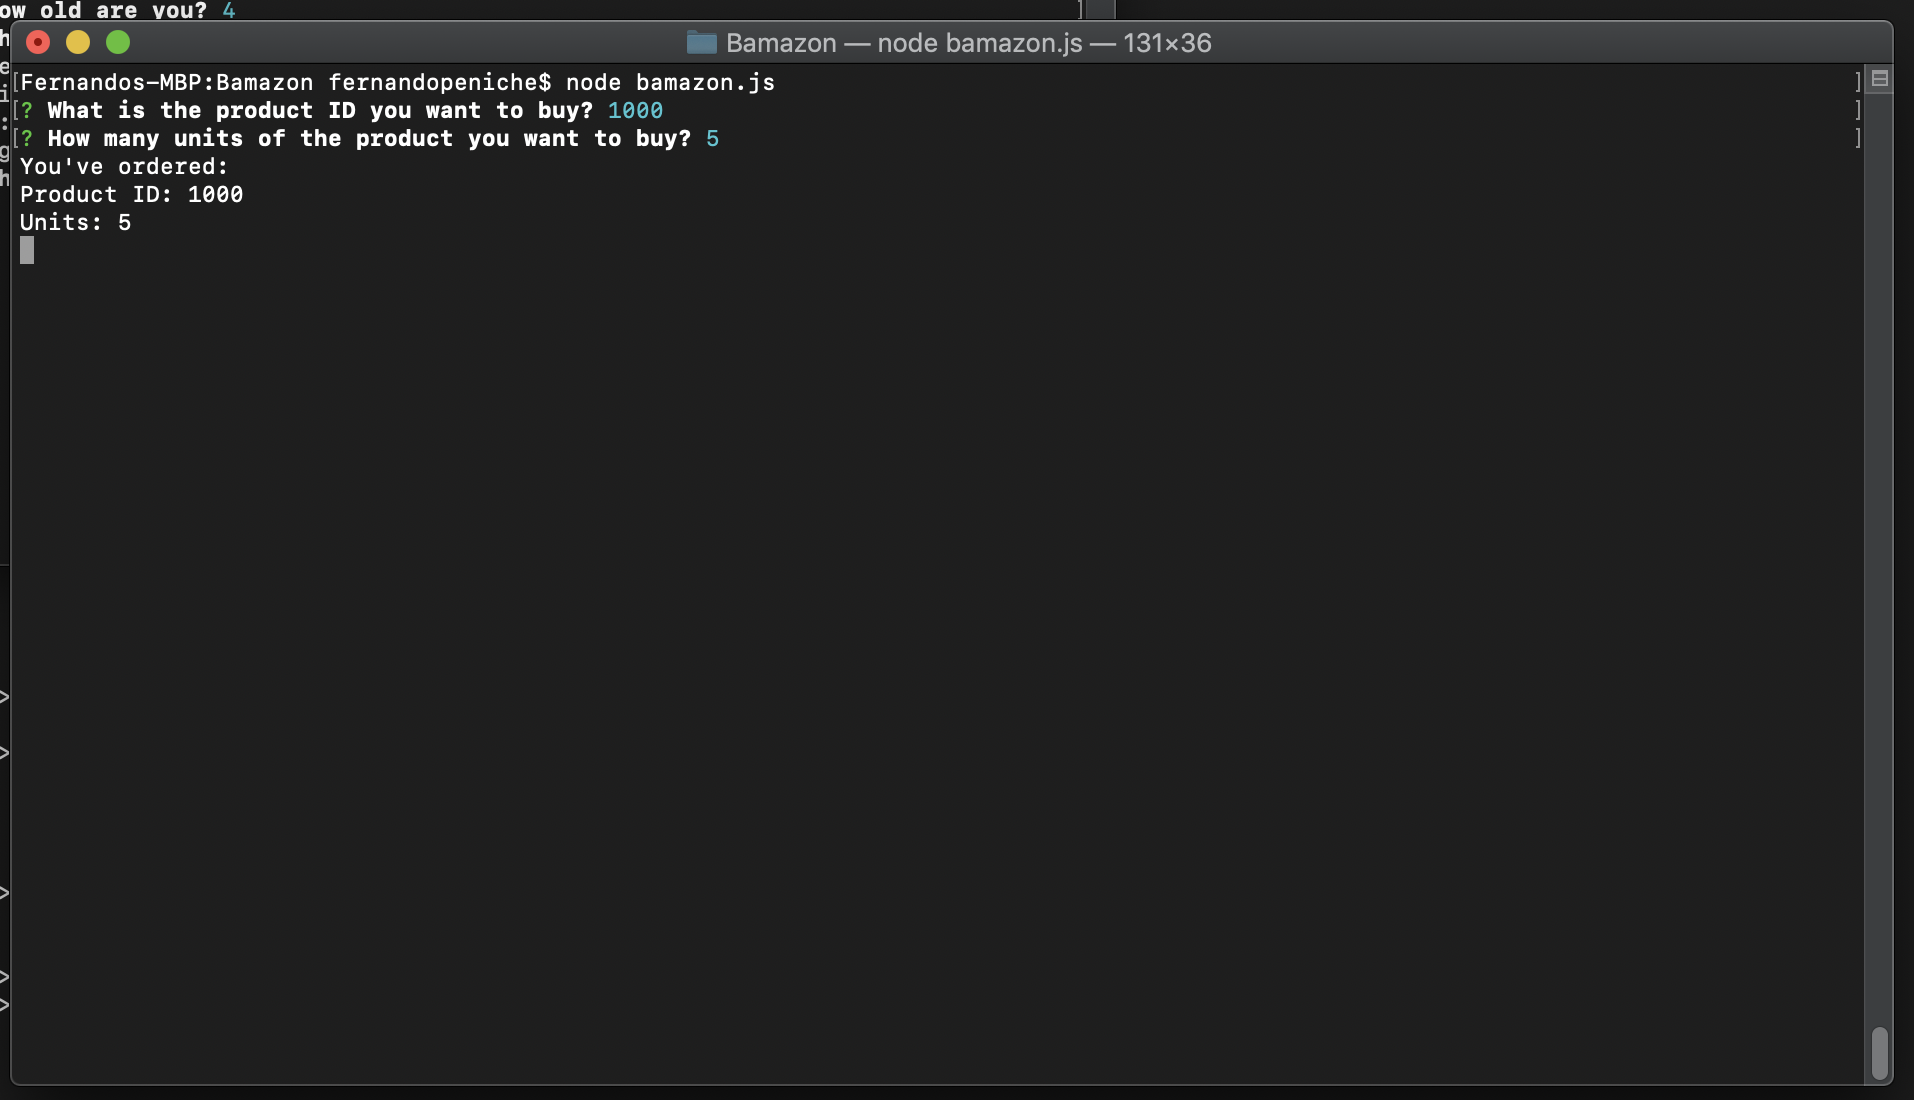 ow old are you? 4
Bamazon — node bamazon.js — 131×36
[Fernandos-MBP:Bamazon fernandopeniche$ node bamazon.js ]
[? What is the product ID you want to buy? 1000 ]
[? How many units of the product you want to buy? 5 ]
You've ordered:
Product ID: 1000
Units: 5